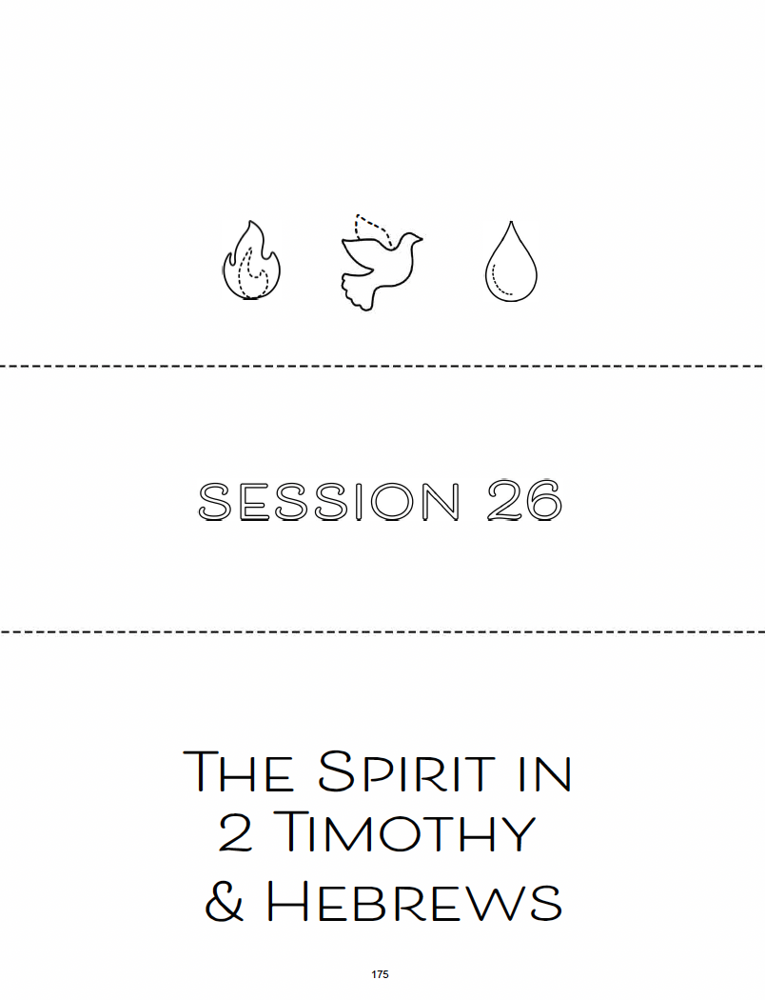 SESSION 26
THE SPIRIT IN
2 TIMOTHY
& HEBREWS
175